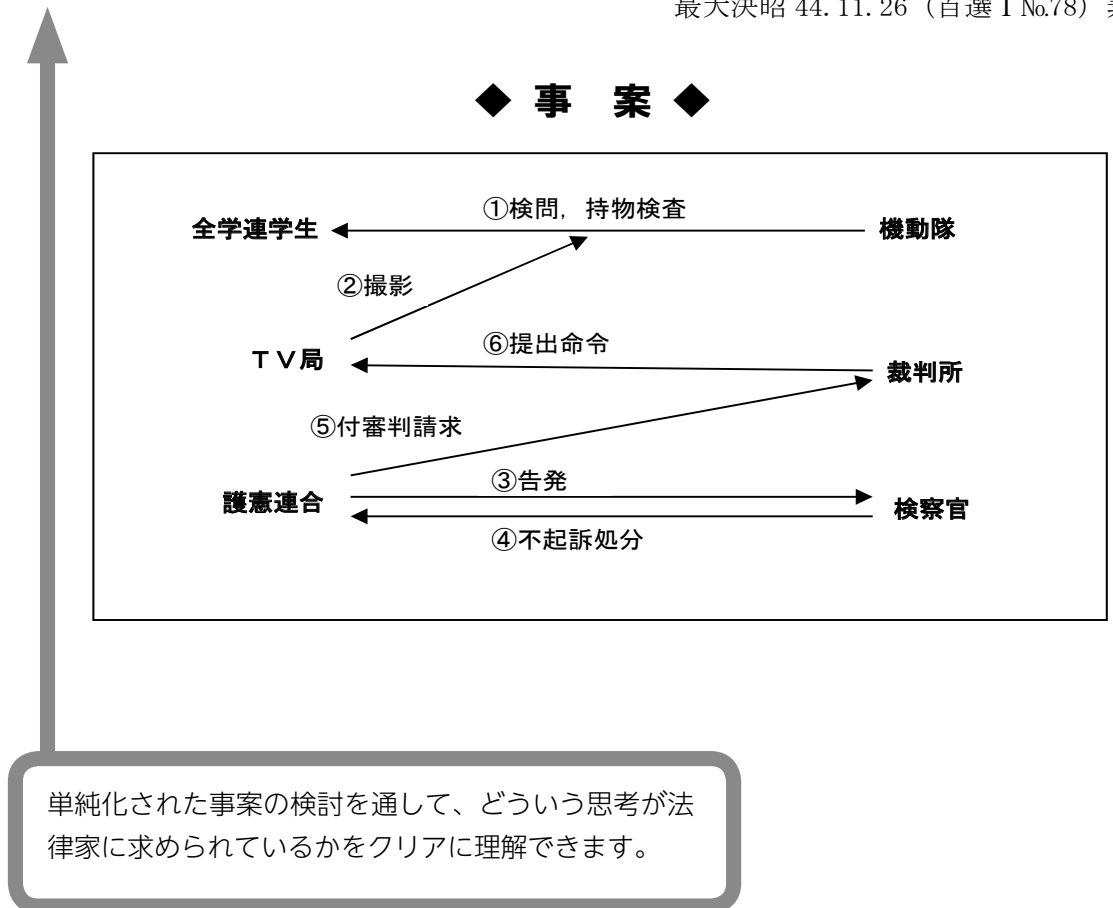 最大決昭 44.11.26（百選Ⅰ№78）
◆ 事 案 ◆
①検問，持物検査
全学連学生
機動隊
②撮影
⑥提出命令
ＴＶ局
裁判所
⑤付審判請求
③告発
護憲連合
検察官
④不起訴処分
単純化された事案の検討を通して、どういう思考が法
律家に求められているかをクリアに理解できます。